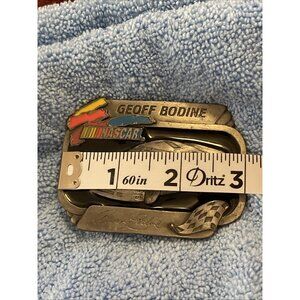 GEOFF BODINE
NASCAR
1 60in 2 Dritz 3